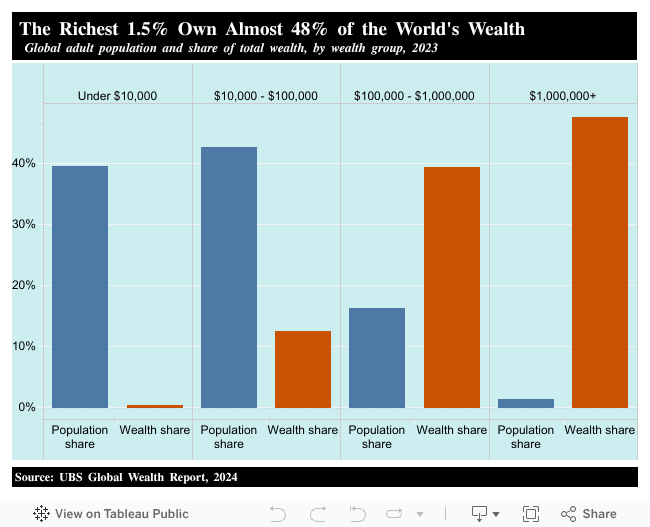 The Richest 1.5% Own Almost 48% of the World's Wealth
Global adult population and share of total wealth, by wealth group, 2023
Under $10,000
$10,000 - $100,000
$100,000 - $1,000,000
$1,000,000+
40%
30%
20%
10%
0%
Population
share
Wealth share
Population
share
Wealth share
Population
share
Wealth share
Population
share
Wealth share
Source: UBS Global Wealth Report, 2024
View on Tableau Public
Share